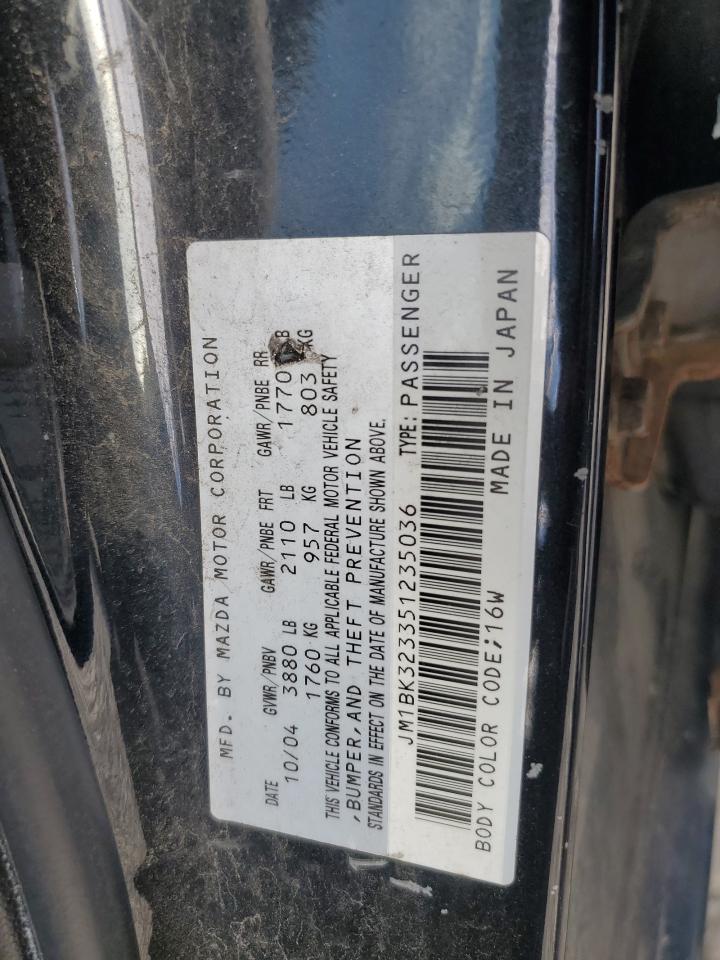 MFD. BY MAZDA MOTOR CORPORATION
DATE GVWR/PNBV GAWR/PNBE FRT GAWR/PNBE RR
10/04 3880 LB 2110 LB 1770 LB
1760 KG 957 KG 803 KG
THIS VEHICLE CONFORMS TO ALL APPLICABLE FEDERAL MOTOR VEHICLE SAFETY
,BUMPER,AND THEFT PREVENTION
STANDARDS IN EFFECT ON THE DATE OF MANUFACTURE SHOWN ABOVE.
JM1BK323351235036 TYPE: PASSENGER
BODY COLOR CODE;16W MADE IN JAPAN